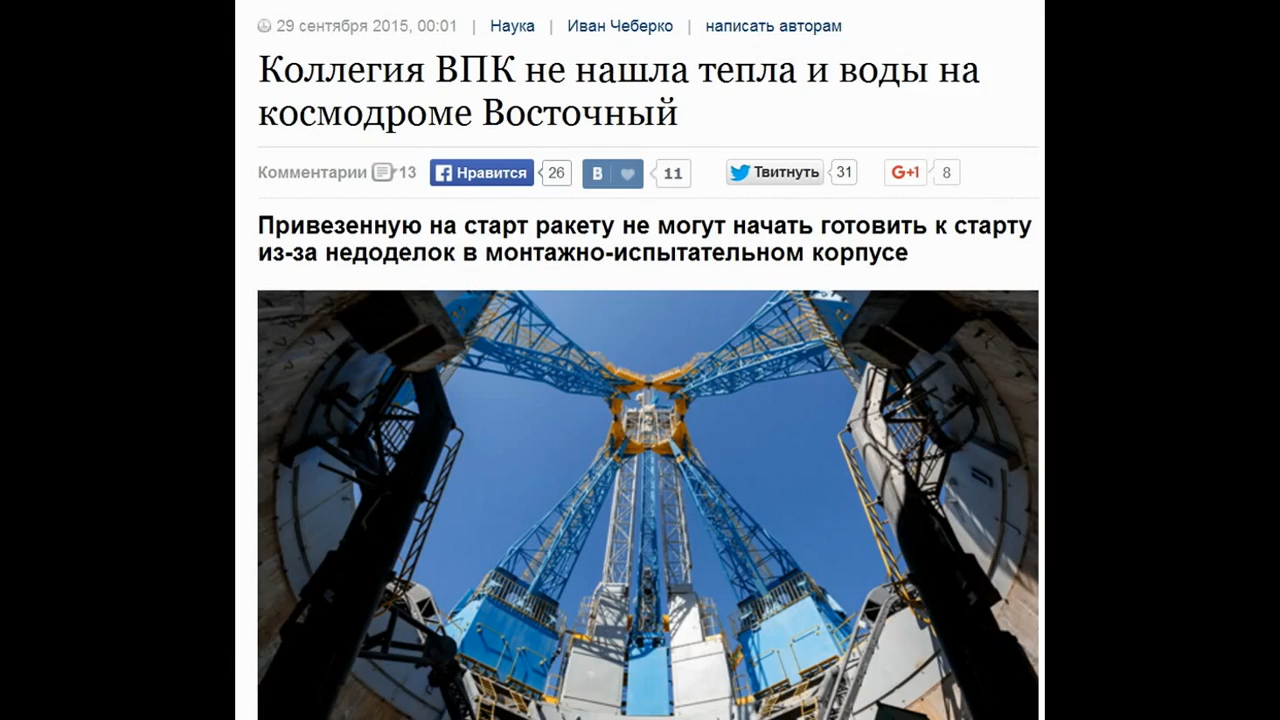 29 сентября 2015, 00:01 | Наука | Иван Чеберко | написать авторам
Коллегия ВПК не нашла тепла и воды на
космодроме Восточный
Комментарии 13 Нравится 26 В 11 Твитнуть 31 G+1 8
Привезенную на старт ракету не могут начать готовить к старту
из-за недоделок в монтажно-испытательном корпусе